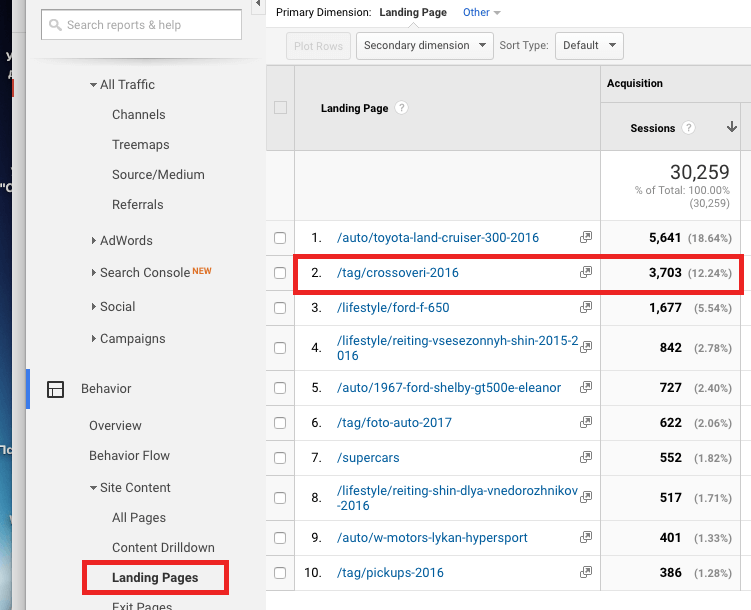 Primary Dimension: Landing Page Other
Search reports & help
Plot Rows Secondary dimension Sort Type: Default
All Traffic
Channels
Treemaps
Source/Medium
Referrals
AdWords
Search Console NEW
Social
Campaigns
Behavior
Overview
Behavior Flow
Site Content
All Pages
Content Drilldown
Landing Pages
Exit Pages
Landing Page ?
Acquisition
Sessions ?
30,259
% of Total: 100.00%
(30,259)
1. /auto/toyota-land-cruiser-300-2016 5,641 (18.64%)
2. /tag/crossoveri-2016 3,703 (12.24%)
3. /lifestyle/ford-f-650 1,677 (5.54%)
4. /lifestyle/reiting-vsesezonnyh-shin-2015-2
016 842 (2.78%)
5. /auto/1967-ford-shelby-gt500e-eleanor 727 (2.40%)
6. /tag/foto-auto-2017 622 (2.06%)
7. /supercars 552 (1.82%)
8. /lifestyle/reiting-shin-dlya-vnedorozhnikov
-2016 517 (1.71%)
9. /auto/w-motors-lykan-hypersport 401 (1.33%)
10. /tag/pickups-2016 386 (1.28%)